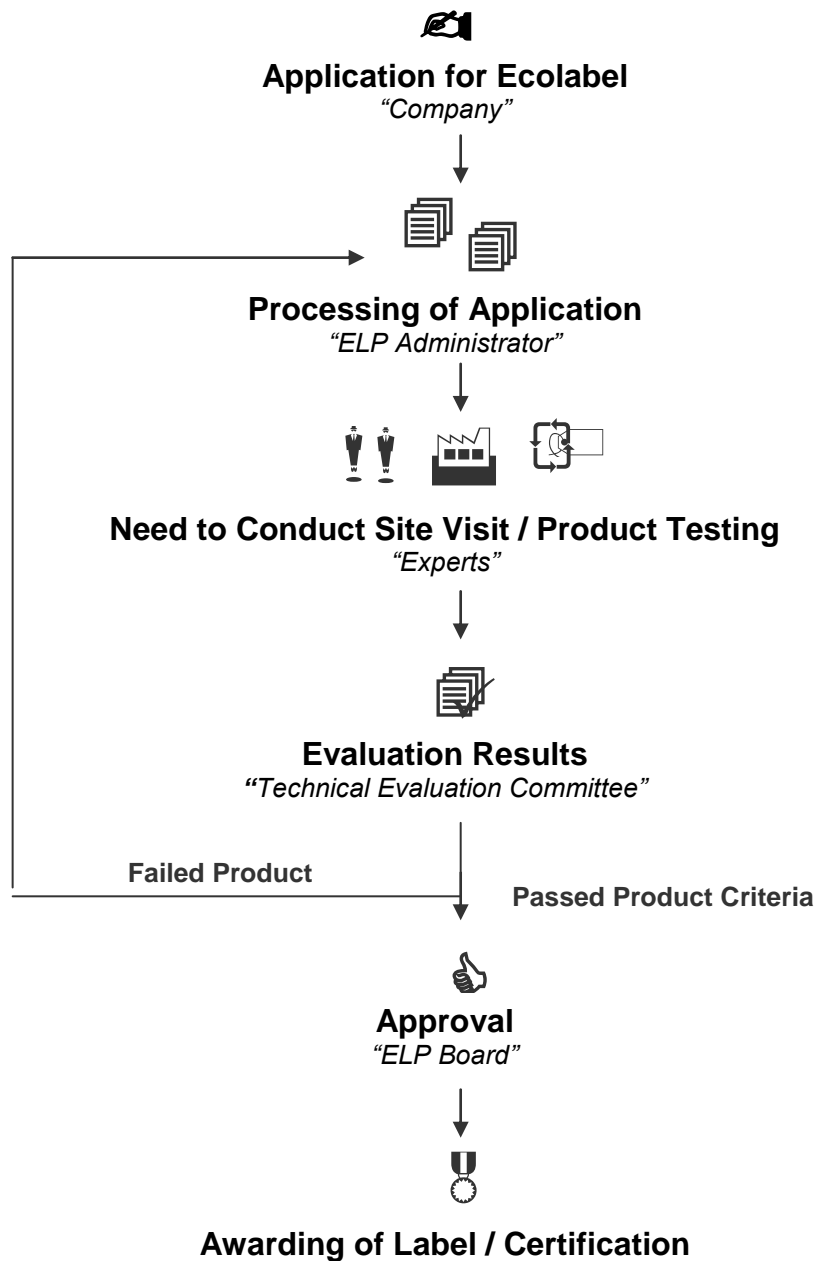 Application for Ecolabel
“Company”
Processing of Application
“ELP Administrator”
Need to Conduct Site Visit / Product Testing
“Experts”
Evaluation Results
“Technical Evaluation Committee”
Failed Product
Passed Product Criteria
Approval
“ELP Board”
Awarding of Label / Certification